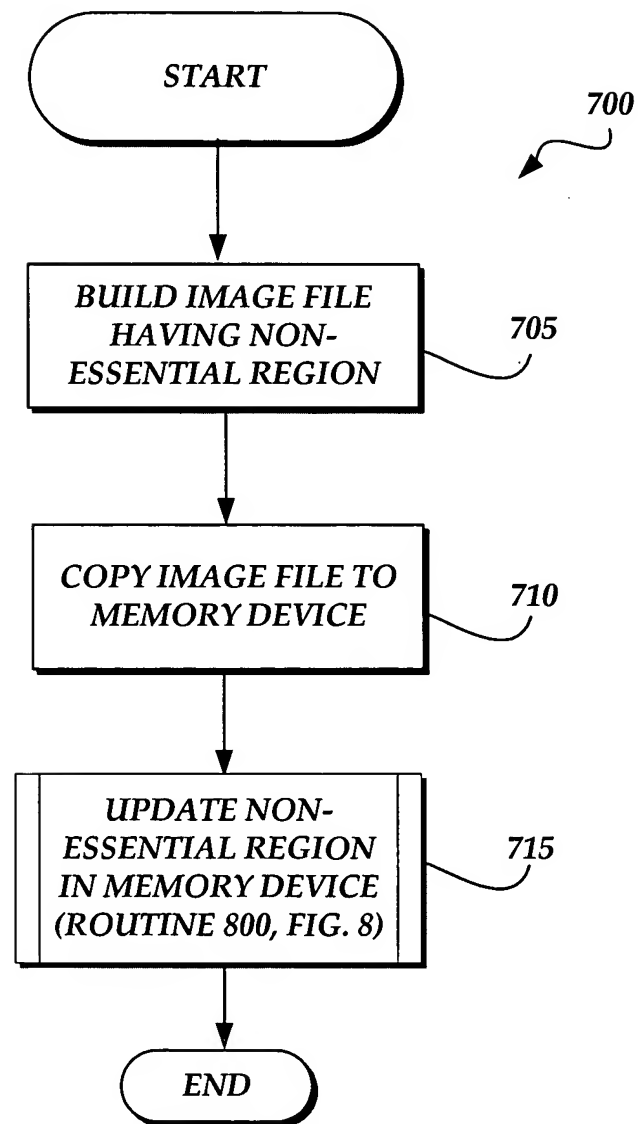 START
700
BUILD IMAGE FILE
HAVING NON-
ESSENTIAL REGION
705
COPY IMAGE FILE TO
MEMORY DEVICE
710
UPDATE NON-
ESSENTIAL REGION
IN MEMORY DEVICE
(ROUTINE 800, FIG. 8)
715
END